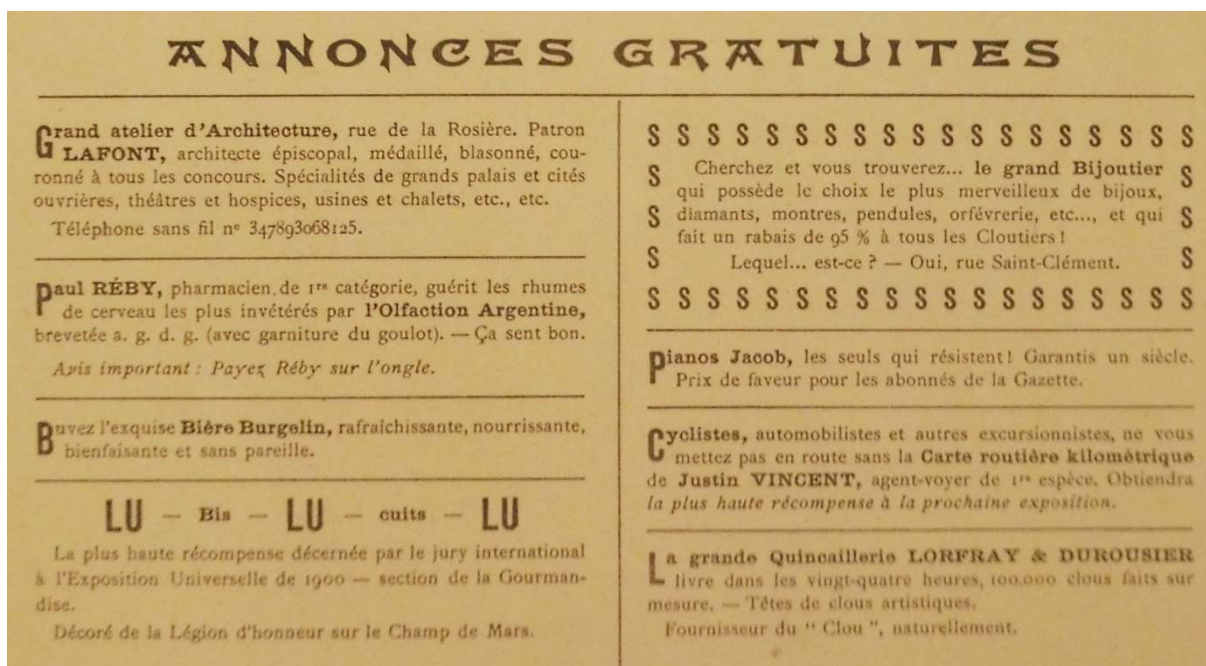 ANNONCES GRATUITES
Grand atelier d'Architecture, rue de la Rosière. Patron
LAFONT, architecte épiscopal, médaillé, blasonné, cou-
ronné à tous les concours. Spécialités de grands palais et cités
ouvrières, théâtres et hospices, usines et chalets, etc., etc.
Téléphone sans fil nº 347893068125.
Paul RÉBY, pharmacien de 1re catégorie, guérit les rhumes
de cerveau les plus invétérés par l'Olfaction Argentine,
brevetée a. g. d. g. (avec garniture du goulot). — Ça sent bon.
Avis important : Payez Réby sur l'ongle.
Buvez l'exquise Bière Burgelin, rafraîchissante, nourrissante,
bienfaisante et sans pareille.
LU — Bis — LU — cuits — LU
La plus haute récompense décernée par le jury international
à l'Exposition Universelle de 1900 — section de la Gourman-
dise.
Décoré de la Légion d'honneur sur le Champ de Mars.
S S S S S S S S S S S S S S S S S S S
S Cherchez et vous trouverez... le grand Bijoutier S
qui possède le choix le plus merveilleux de bijoux,
S diamants, montres, pendules, orfévrerie, etc..., et qui S
fait un rabais de 95 % à tous les Cloutiers !
S Lequel... est-ce ? — Oui, rue Saint-Clément. S
S S S S S S S S S S S S S S S S S S S
Pianos Jacob, les seuls qui résistent ! Garantis un siècle.
Prix de faveur pour les abonnés de la Gazette.
Cyclistes, automobilistes et autres excursionnistes, ne vous
mettez pas en route sans la Carte routière kilométrique
de Justin VINCENT, agent-voyer de 1re espèce. Obtiendra
la plus haute récompense à la prochaine exposition.
La grande Quincaillerie LORFRAY & DUROUSIER
livre dans les vingt-quatre heures, 100.000 clous faits sur
mesure. — Têtes de clous artistiques.
Fournisseur du " Clou ", naturellement.